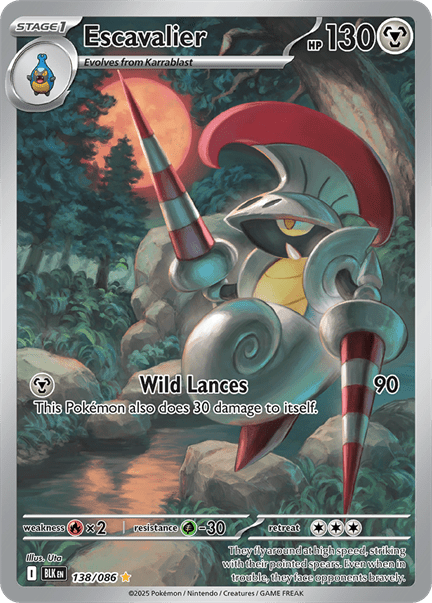 STAGE 1
Escavalier
HP 130
Evolves from Karrablast
Wild Lances 90
This Pokémon also does 30 damage to itself.
weakness ×2 resistance -30 retreat
Illus. Uta
I BLK EN 138/086
They fly around at high speed, striking
with their pointed spears. Even when in
trouble, they face opponents bravely.
©2025 Pokémon / Nintendo / Creatures / GAME FREAK